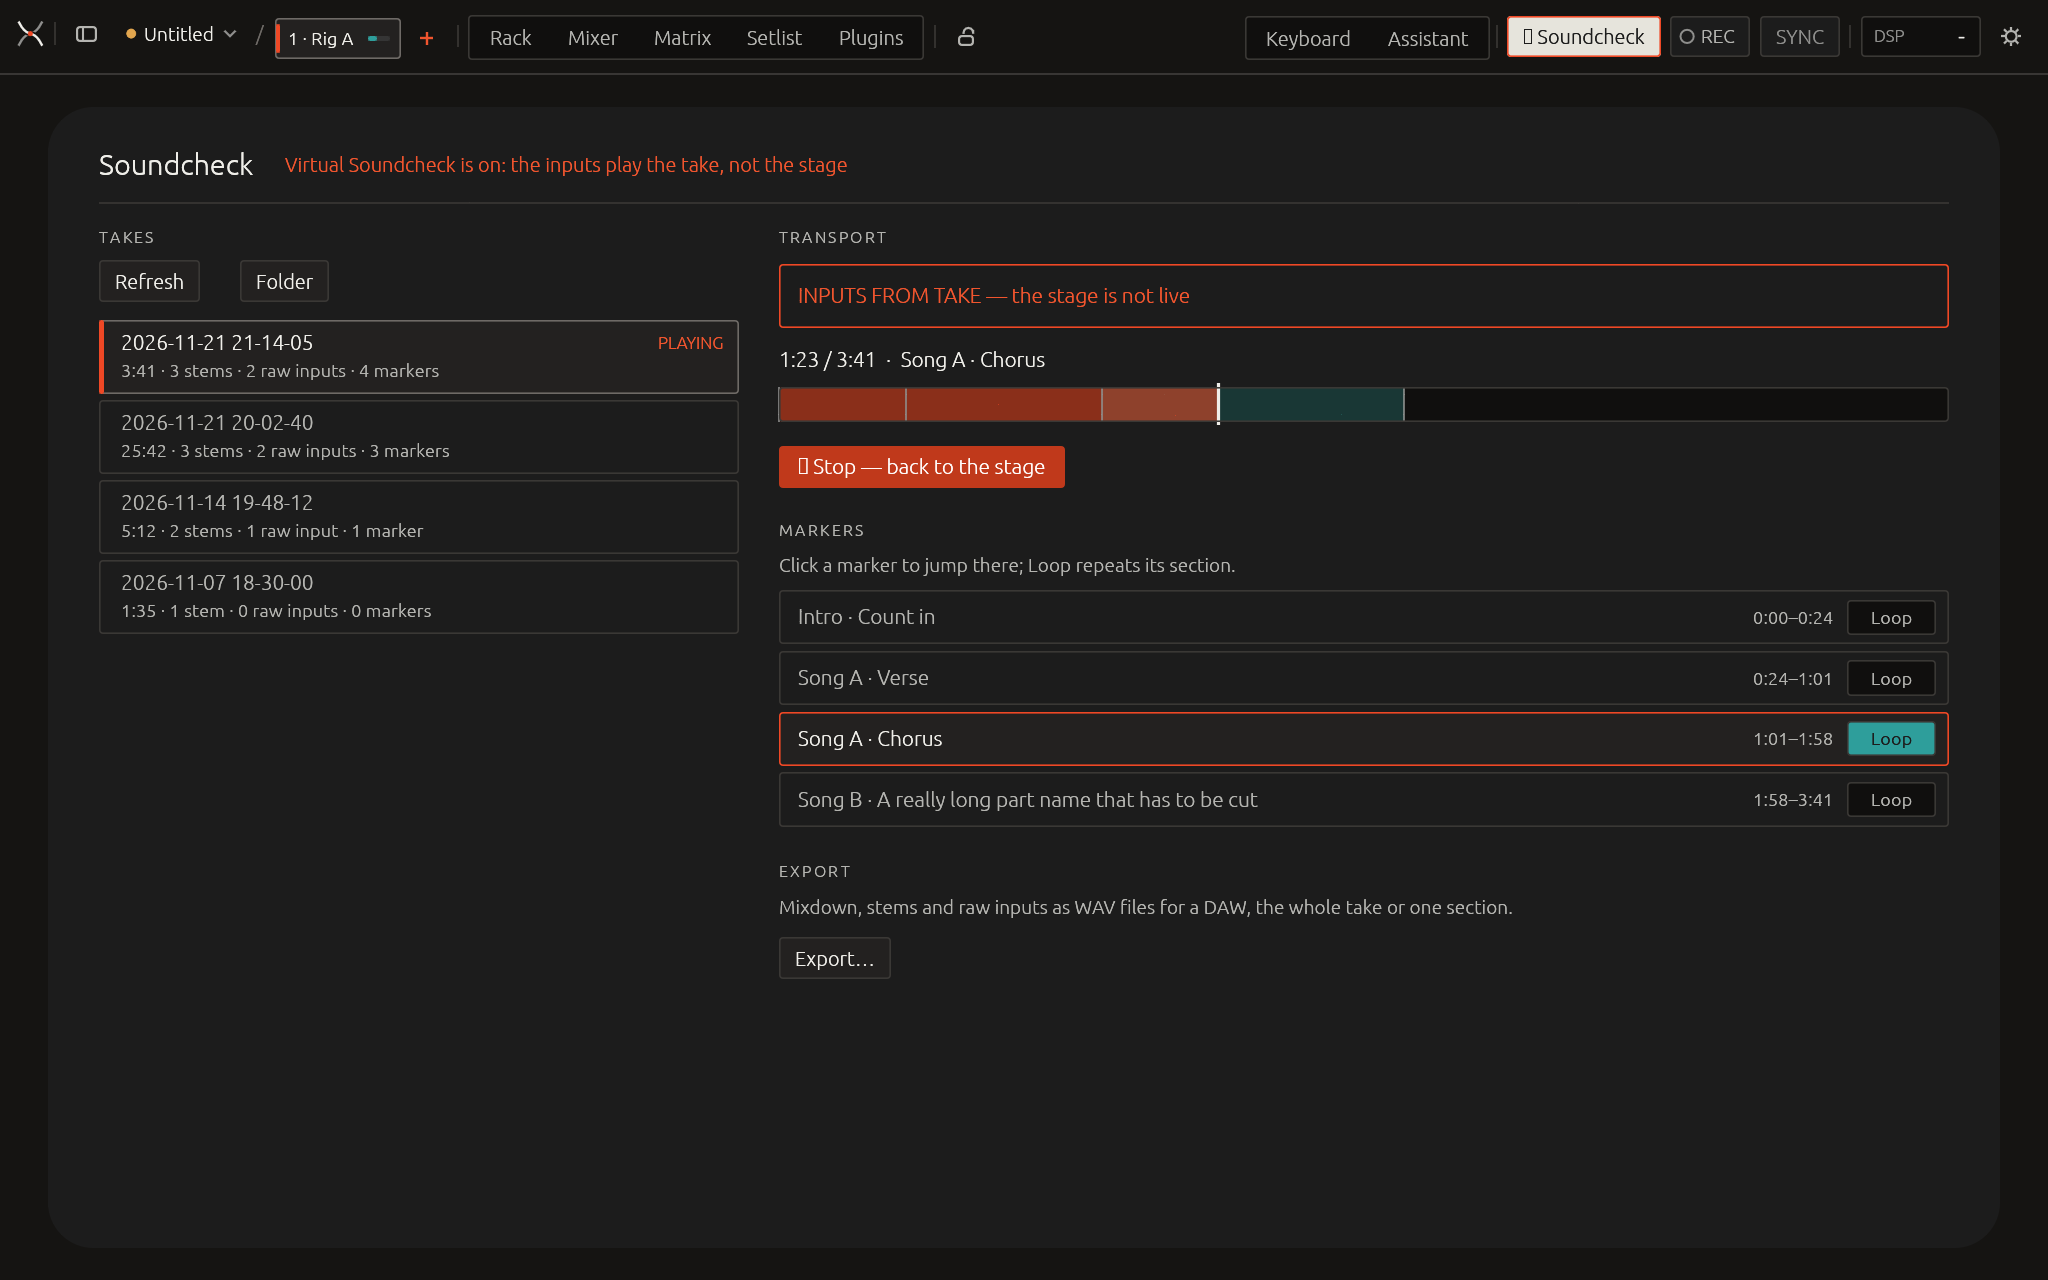 Untitled / 1 · Rig A + Rack Mixer Matrix Setlist Plugins Keyboard Assistant Soundcheck REC SYNC DSP -
Soundcheck Virtual Soundcheck is on: the inputs play the take, not the stage
TAKES
Refresh Folder
2026-11-21 21-14-05 PLAYING
3:41 · 3 stems · 2 raw inputs · 4 markers
2026-11-21 20-02-40
25:42 · 3 stems · 2 raw inputs · 3 markers
2026-11-14 19-48-12
5:12 · 2 stems · 1 raw input · 1 marker
2026-11-07 18-30-00
1:35 · 1 stem · 0 raw inputs · 0 markers
TRANSPORT
INPUTS FROM TAKE — the stage is not live
1:23 / 3:41 · Song A · Chorus
Stop — back to the stage
MARKERS
Click a marker to jump there; Loop repeats its section.
Intro · Count in 0:00–0:24 Loop
Song A · Verse 0:24–1:01 Loop
Song A · Chorus 1:01–1:58 Loop
Song B · A really long part name that has to be cut 1:58–3:41 Loop
EXPORT
Mixdown, stems and raw inputs as WAV files for a DAW, the whole take or one section.
Export...